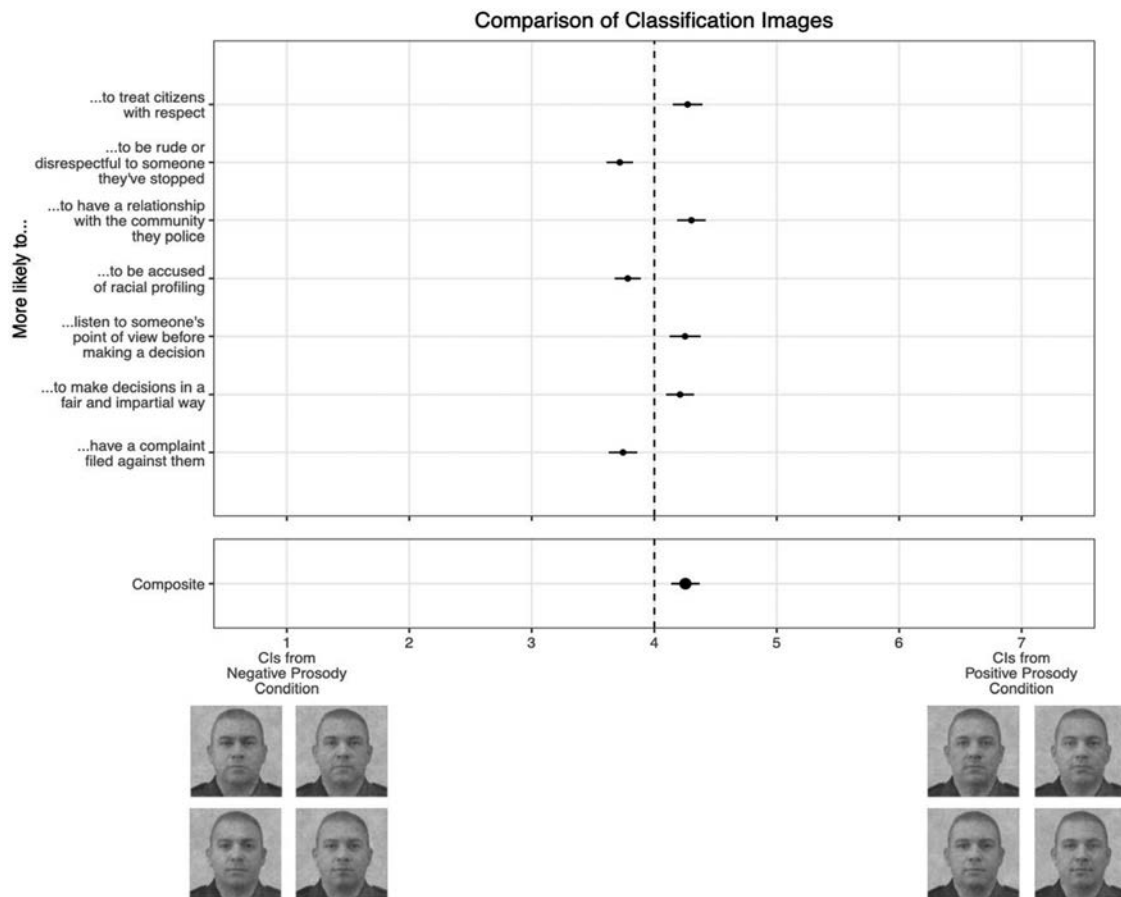 Comparison of Classification Images
More likely to...
...to treat citizens
with respect
...to be rude or
disrespectful to someone
they've stopped
...to have a relationship
with the community
they police
...to be accused
of racial profiling
...listen to someone's
point of view before
making a decision
...to make decisions in a
fair and impartial way
...have a complaint
filed against them
Composite
1 2 3 4 5 6 7
CIs from
Negative Prosody
Condition
CIs from
Positive Prosody
Condition